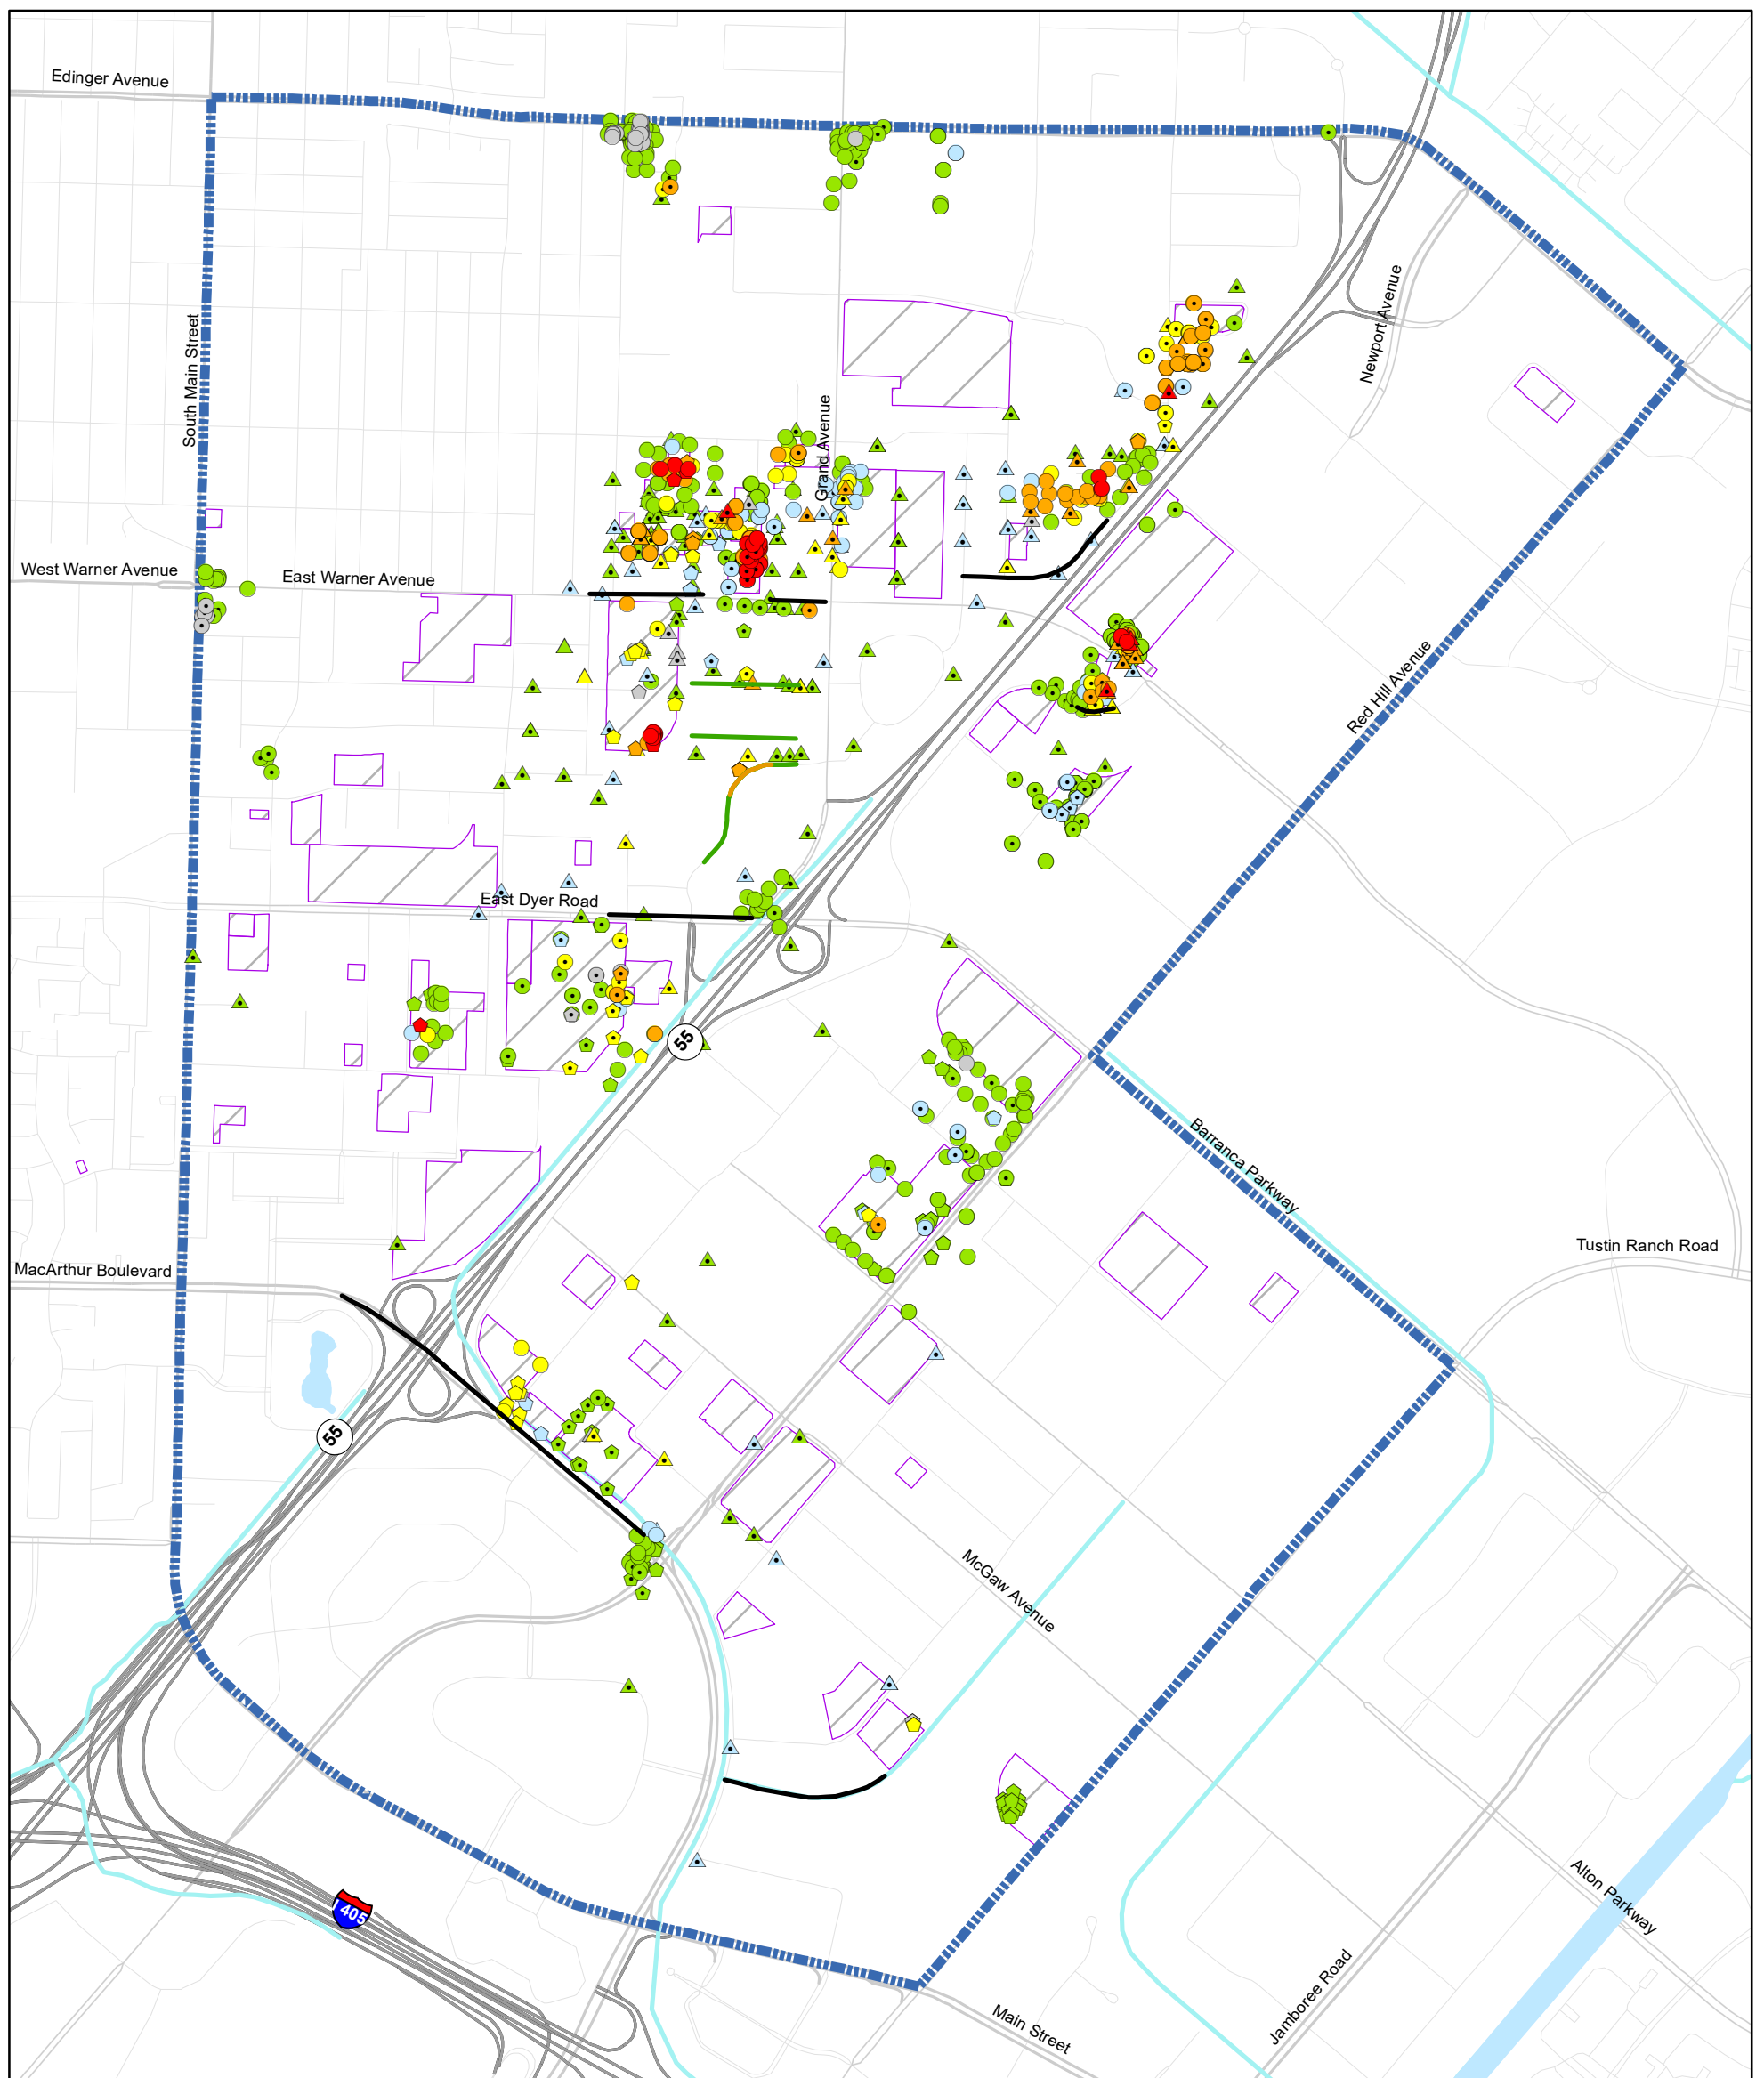 Edinger Avenue
Newport Avenue
South Main Street
Grand Avenue
West Warner Avenue
East Warner Avenue
Red Hill Avenue
East Dyer Road
55
Barranca Parkway
Tustin Ranch Road
MacArthur Boulevard
55
McGaw Avenue
Alton Parkway
405
Jamboree Road
Main Street